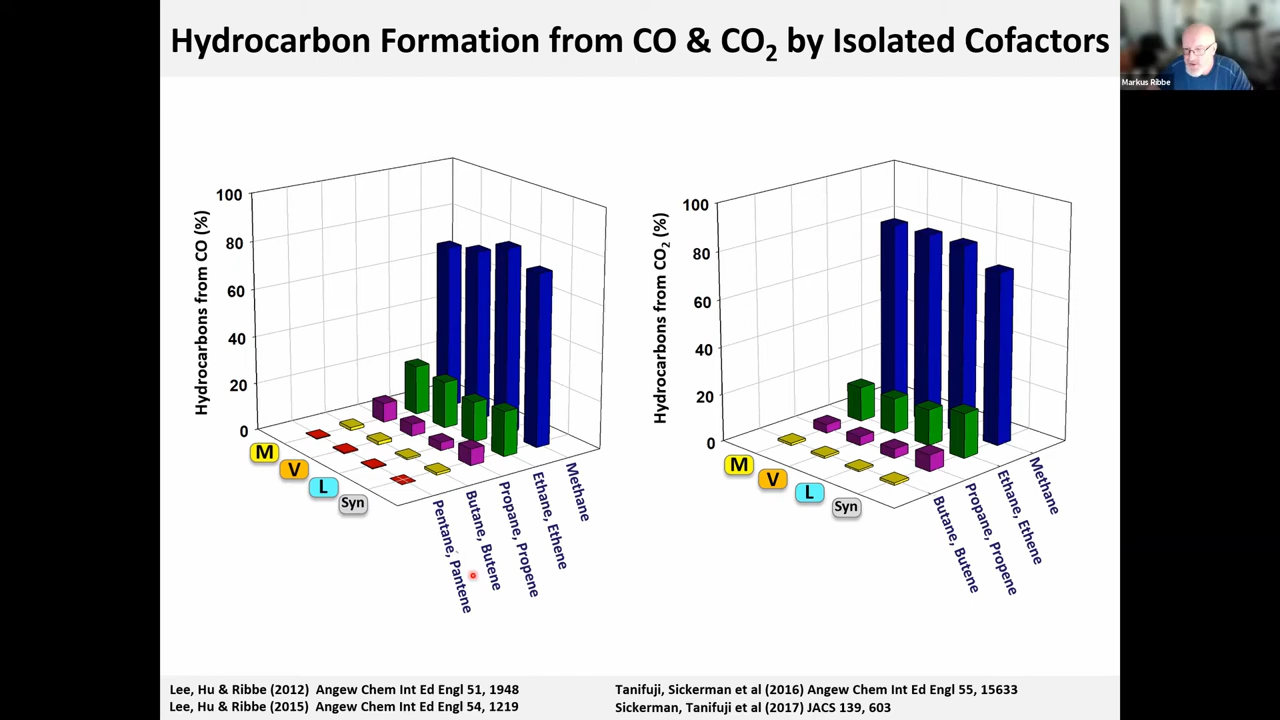 Hydrocarbon Formation from CO & CO2 by Isolated Cofactors
Markus Ribbe
Hydrocarbons from CO (%)
100
80
60
40
20
0
M
V
L
Syn
Pentane, Pantene
Butane, Butene
Propane, Propene
Ethane, Ethene
Methane
Hydrocarbons from CO2 (%)
100
80
60
40
20
0
M
V
L
Syn
Butane, Butene
Propane, Propene
Ethane, Ethene
Methane
Lee, Hu & Ribbe (2012) Angew Chem Int Ed Engl 51, 1948
Lee, Hu & Ribbe (2015) Angew Chem Int Ed Engl 54, 1219
Tanifuji, Sickerman et al (2016) Angew Chem Int Ed Engl 55, 15633
Sickerman, Tanifuji et al (2017) JACS 139, 603